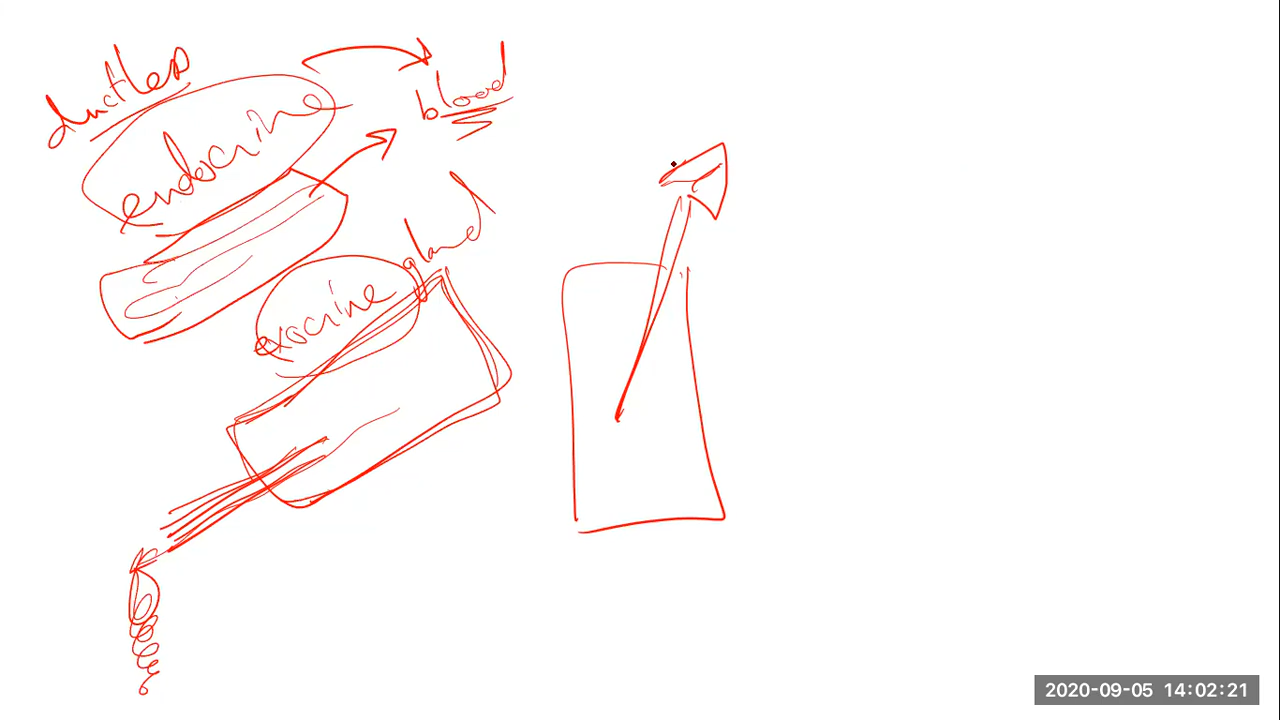 ductless
blood
endocrine
exocrine gland
2020-09-05 14:02:21